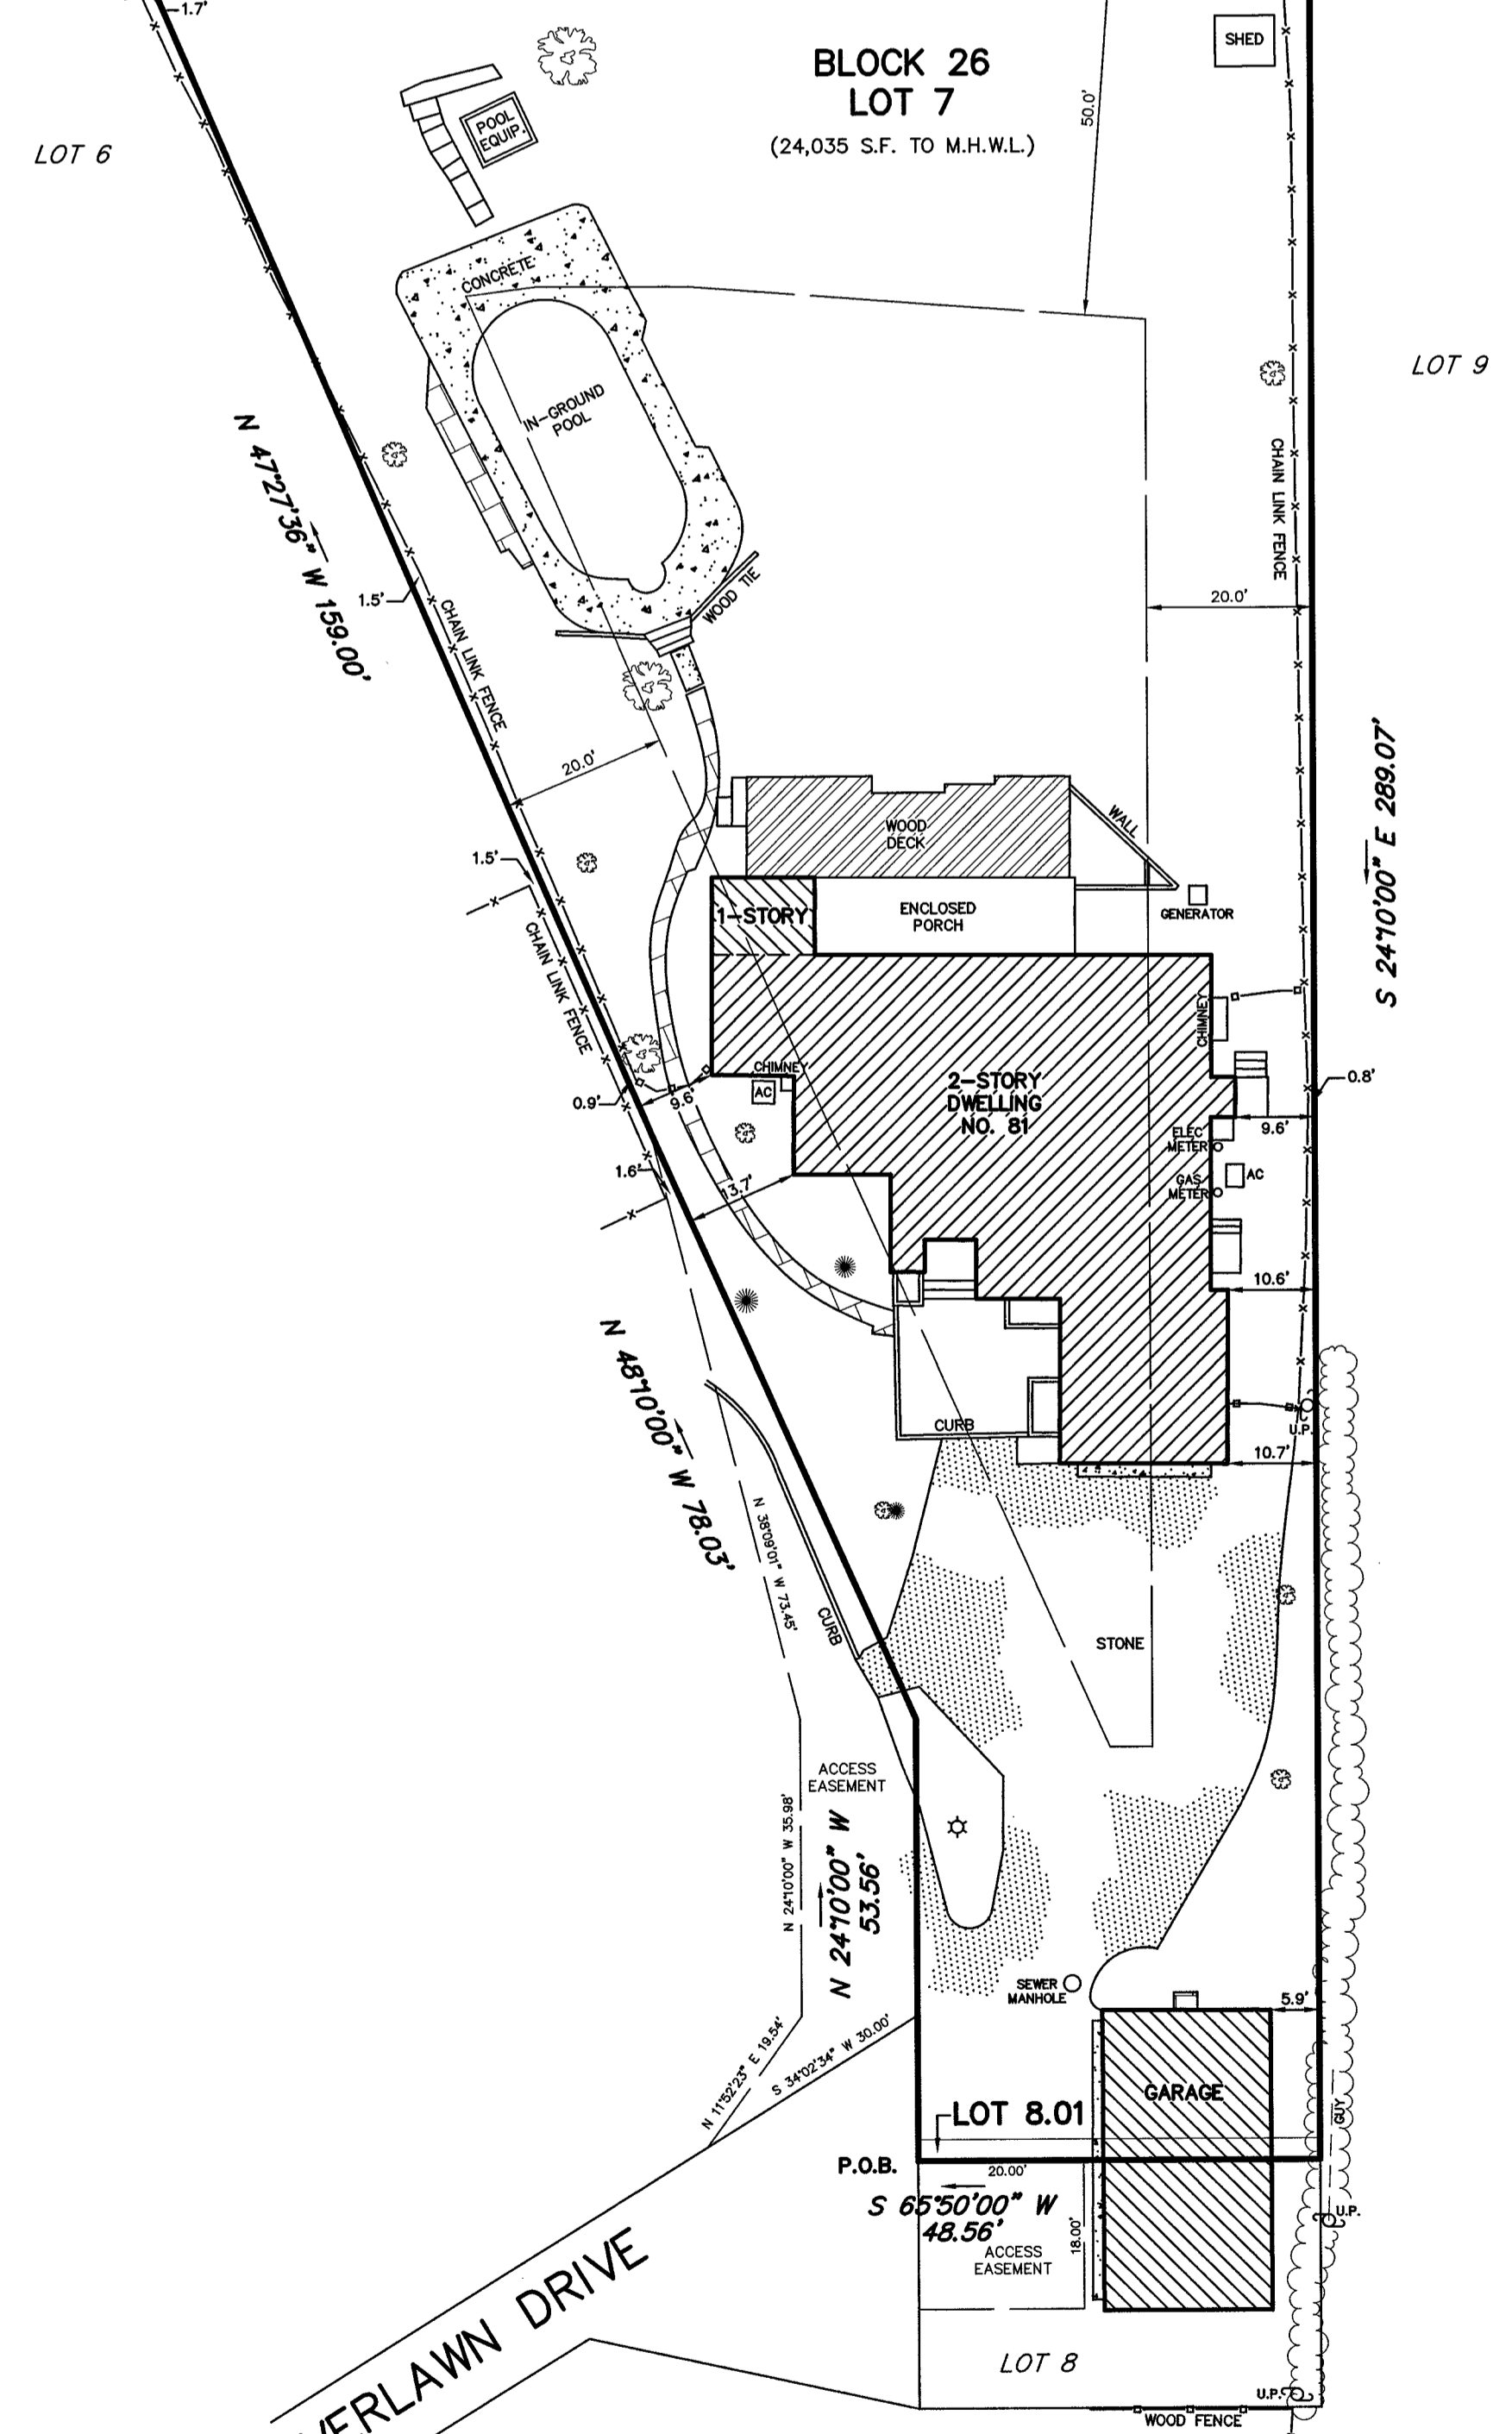 1.7'
SHED
BLOCK 26
LOT 7
(24,035 S.F. TO M.H.W.L.)
50.0'
LOT 6
POOL
EQUIP.
CONCRETE
IN-GROUND
POOL
LOT 9
CHAIN LINK FENCE
N 47°27'36" W 159.00'
1.5'
CHAIN LINK FENCE
WOOD TIE
20.0'
20.0'
S 24°10'00" E 289.07'
WOOD
DECK
WALL
1.5'
CHAIN LINK FENCE
1-STORY
ENCLOSED
PORCH
GENERATOR
CHIMNEY
CHIMNEY
AC
0.9'
9.6'
2-STORY
DWELLING
NO. 81
0.8'
9.6'
ELEC
METER
GAS
METER
AC
1.6'
13.7'
10.6'
N 48°10'00" W 78.03'
CURB
U.P.
10.7'
N 38°09'01" W 73.45'
CURB
STONE
ACCESS
EASEMENT
N 24°10'00" W 35.98'
N 24°10'00" W
53.56'
SEWER
MANHOLE
5.9'
N 11°52'23" E 19.54'
S 34°02'34" W 30.00'
GARAGE
LOT 8.01
GUY
P.O.B.
20.00'
S 65°50'00" W
48.56'
18.00'
U.P.
ACCESS
EASEMENT
VERLAWN DRIVE
LOT 8
U.P.
WOOD FENCE